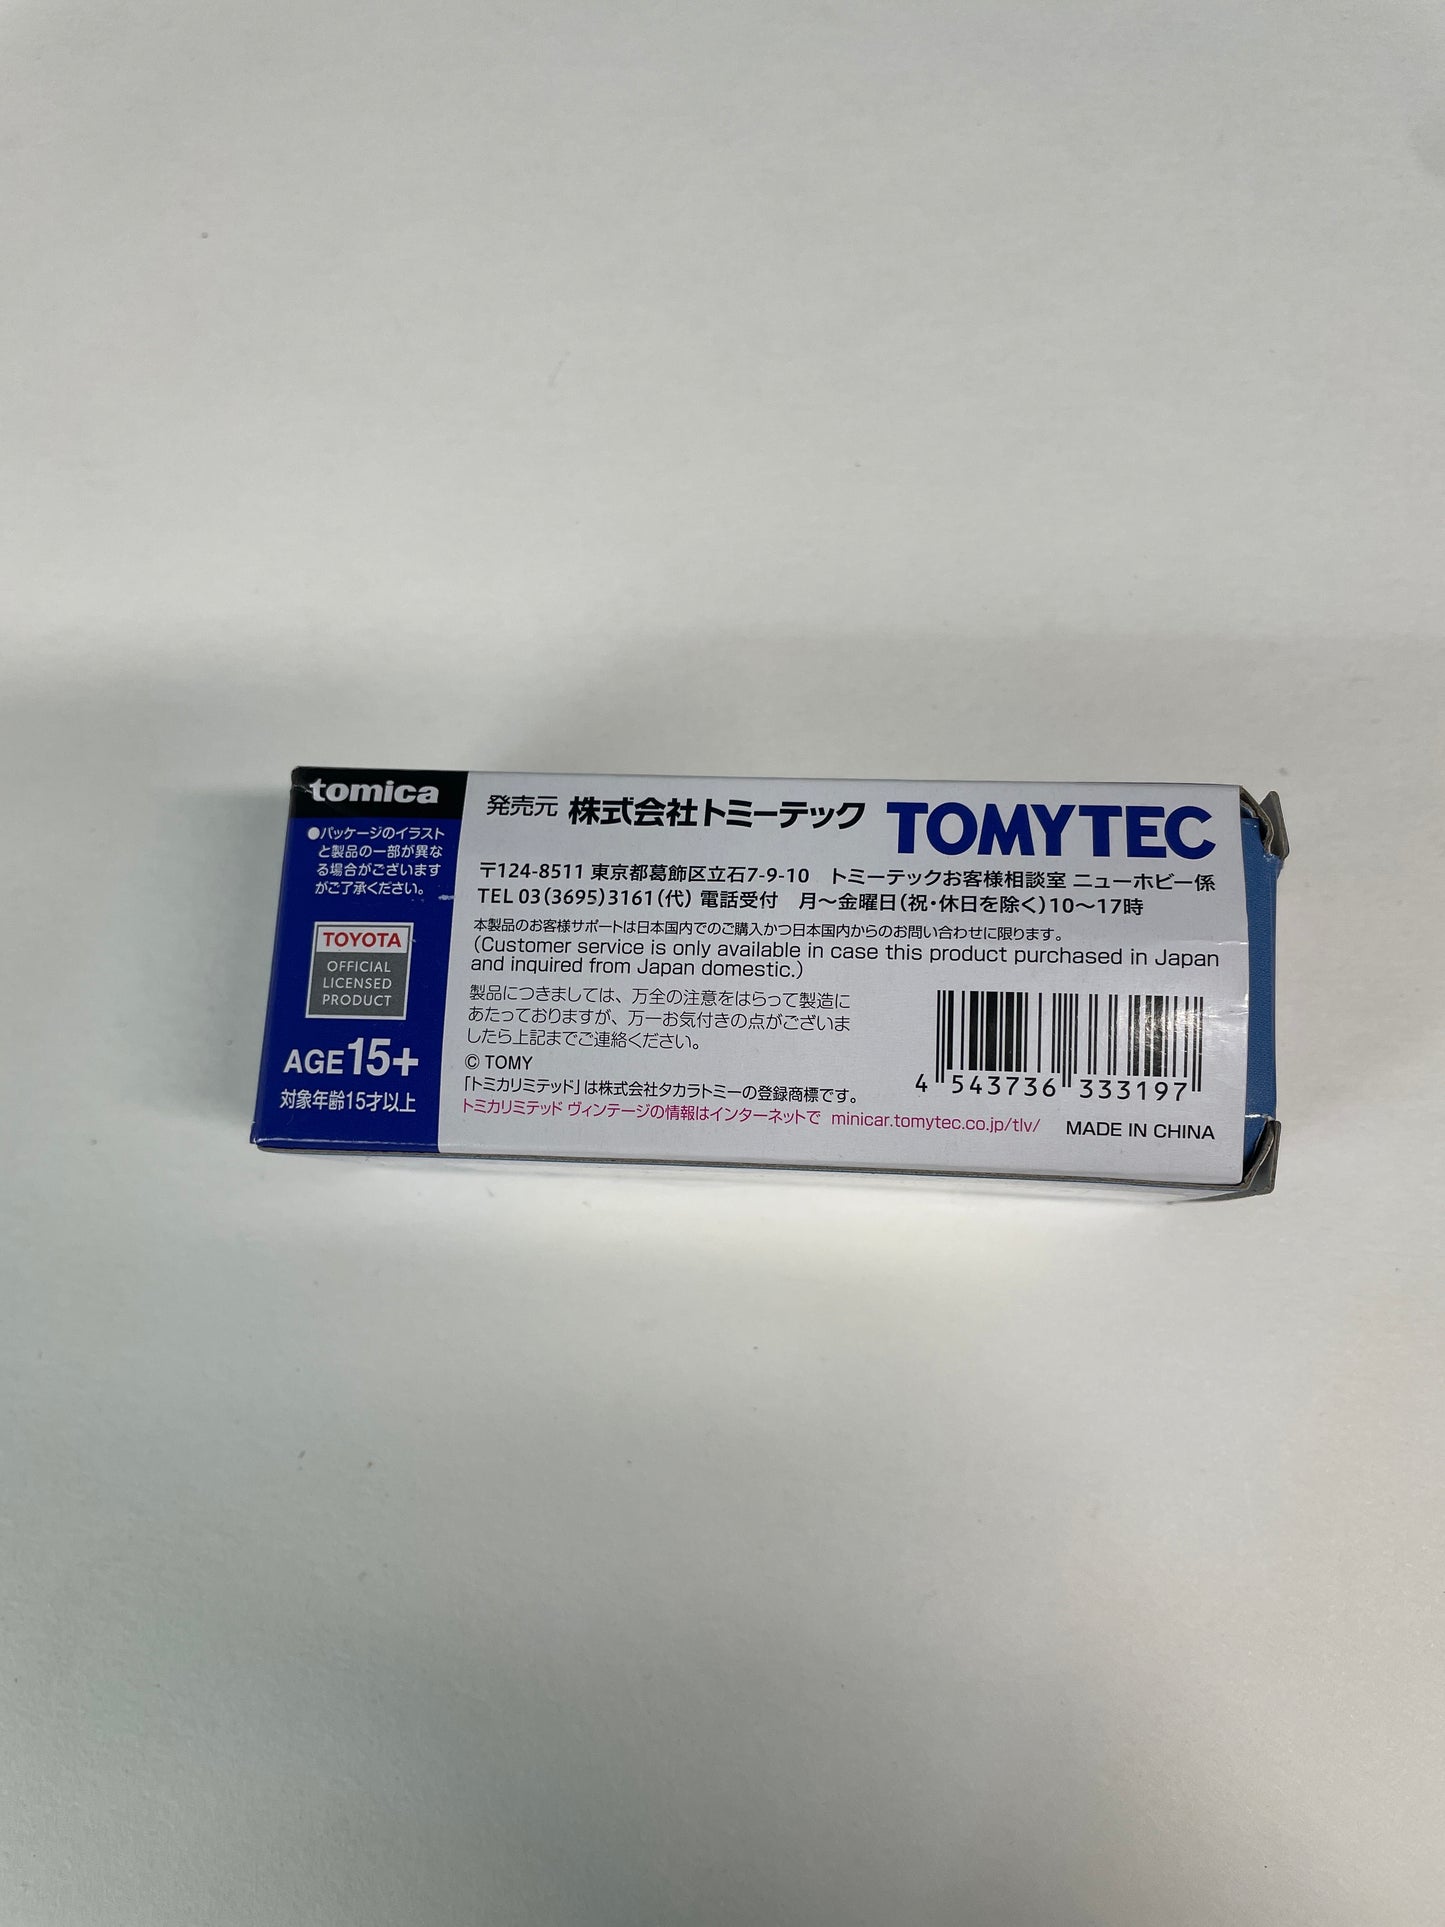 tomica
●パッケージのイラスト
と製品の一部が異な
る場合がございます
がご了承ください。
TOYOTA
OFFICIAL
LICENSED
PRODUCT
AGE 15+
対象年齢15才以上
発売元 株式会社トミーテック TOMYTEC
〒124-8511 東京都葛飾区立石7-9-10 トミーテックお客様相談室 ニューホビー係
TEL 03(3695)3161(代) 電話受付 月〜金曜日(祝・休日を除く)10〜17時
本製品のお客様サポートは日本国内でのご購入かつ日本国内からのお問い合わせに限ります。
(Customer service is only available in case this product purchased in Japan
and inquired from Japan domestic.)
製品につきましては、万全の注意をはらって製造に
あたっておりますが、万一お気付きの点がございま
したら上記までご連絡ください。
© TOMY
「トミカリミテッド」は株式会社タカラトミーの登録商標です。
トミカリミテッド ヴィンテージの情報はインターネットで minicar.tomytec.co.jp/tlv/
4 543736 333197
MADE IN CHINA